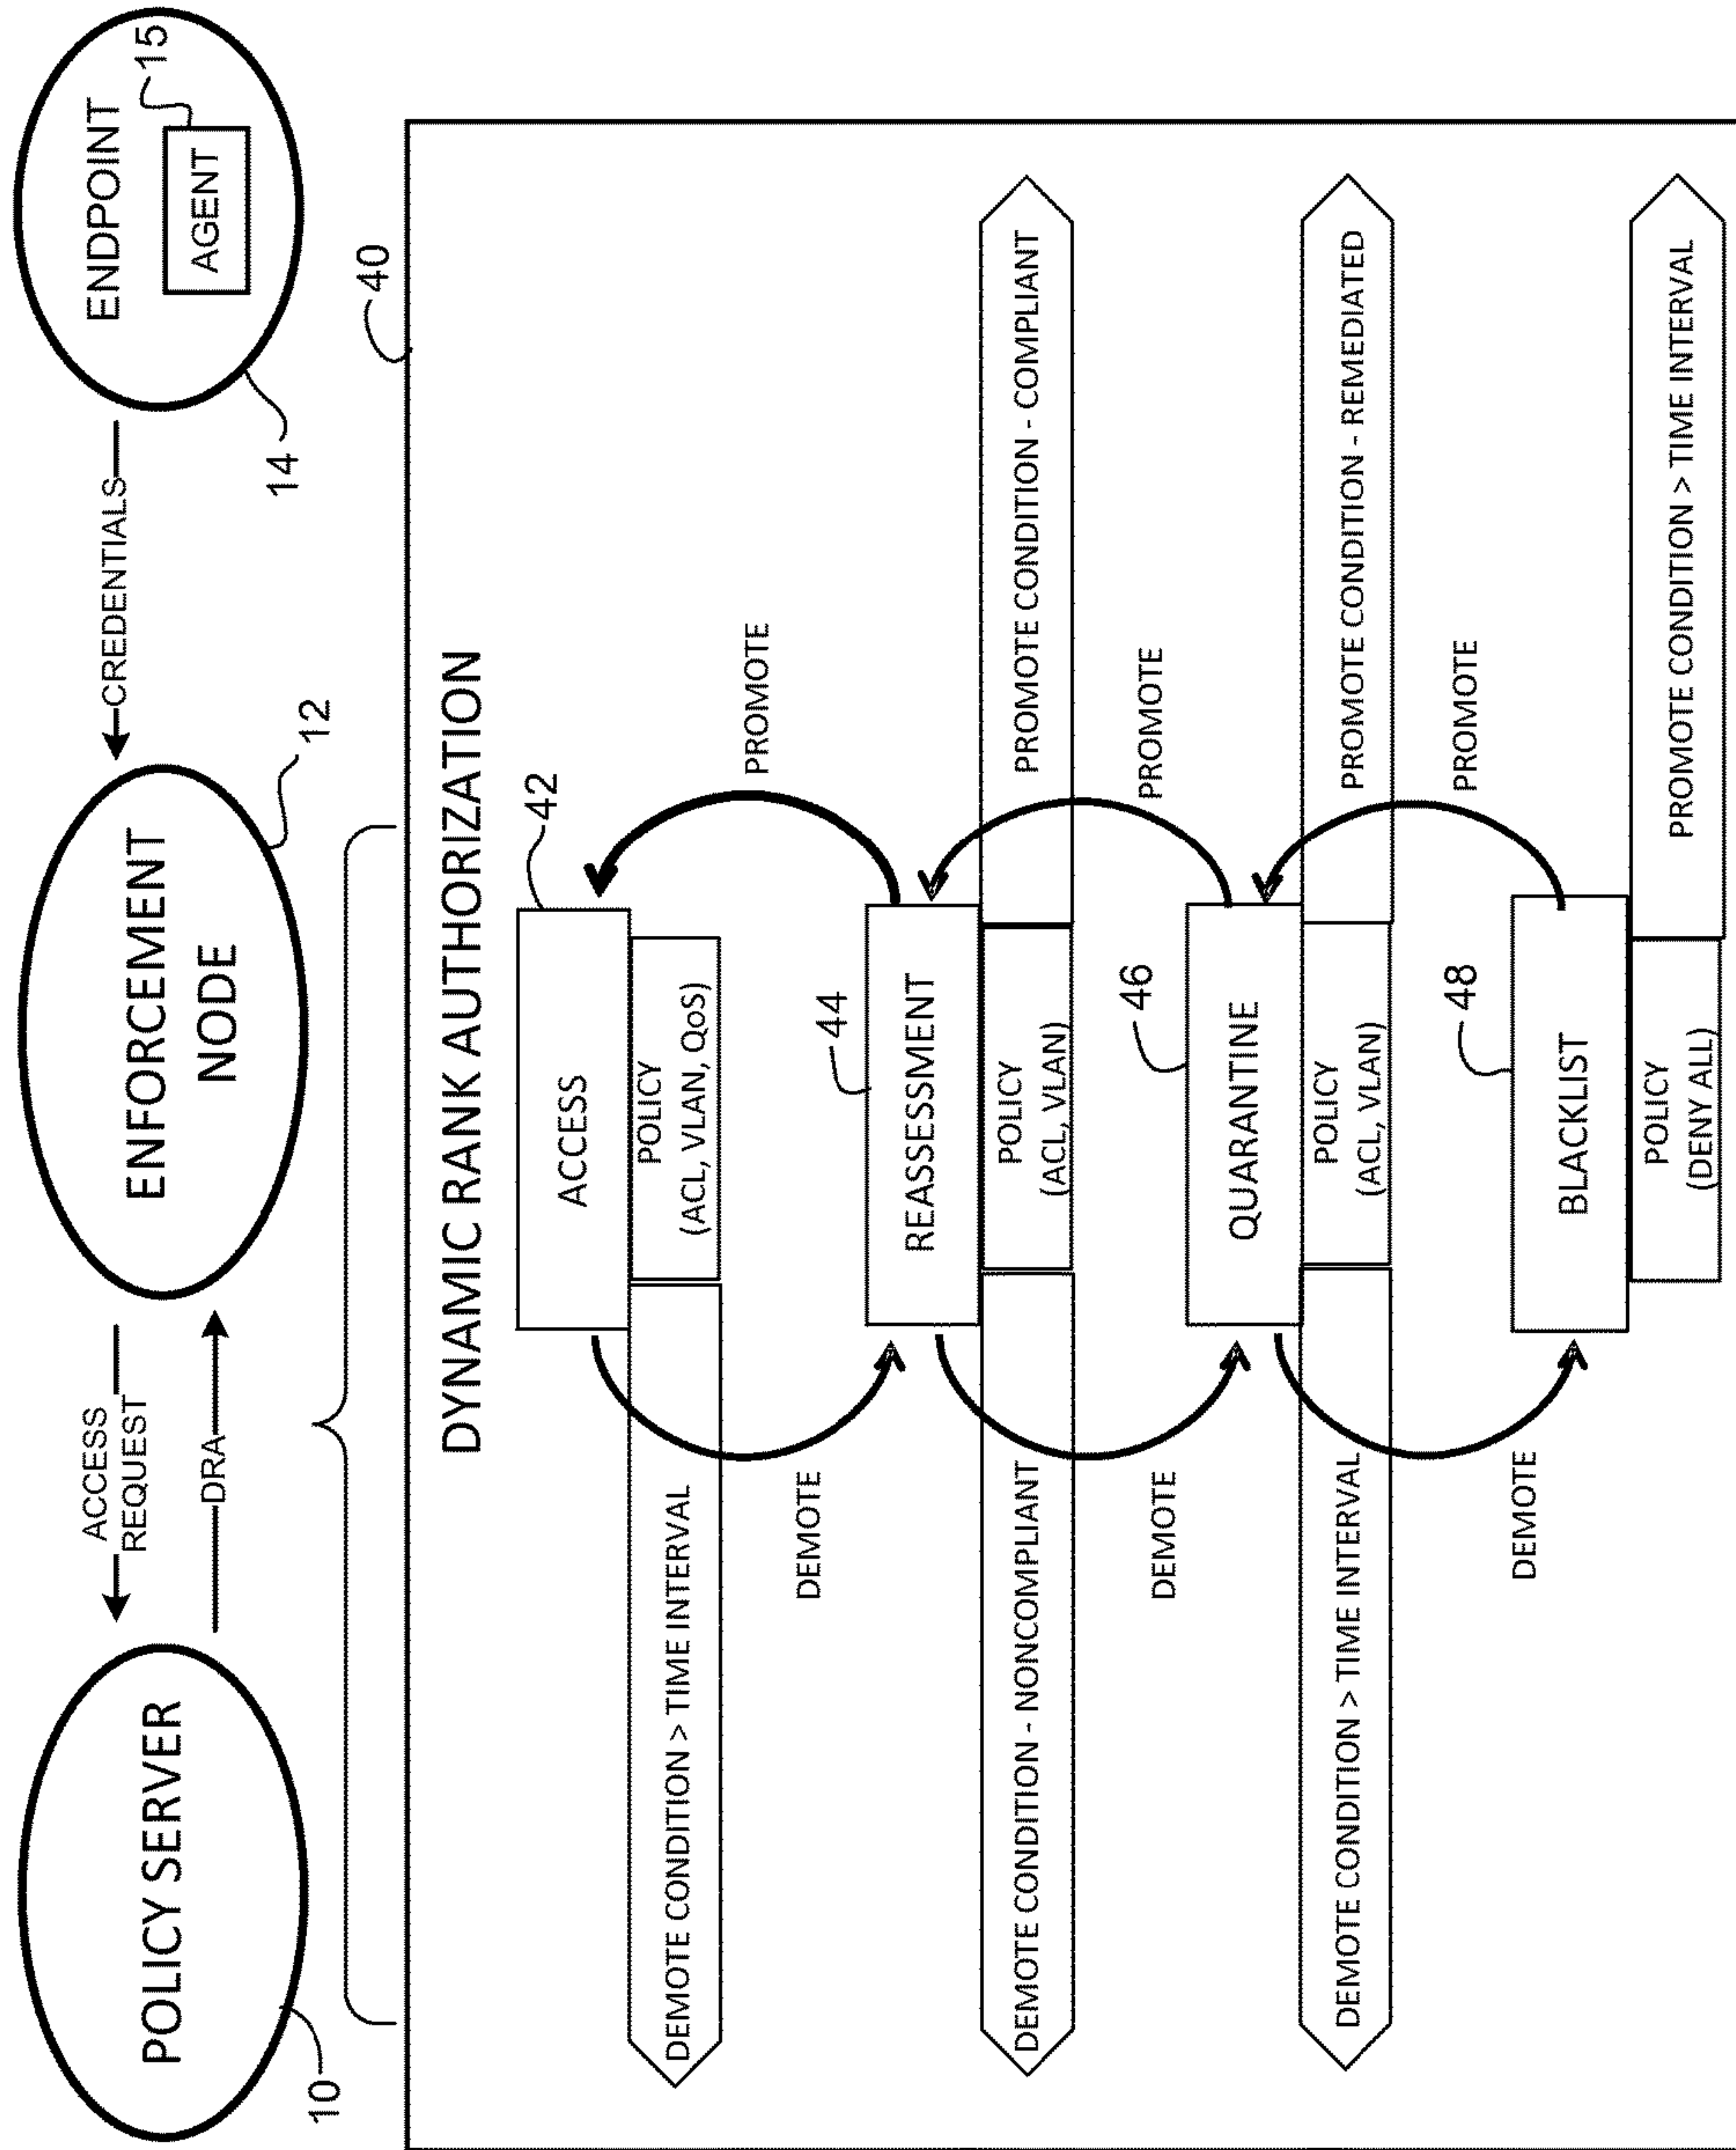 POLICY SERVER
10
ACCESS
REQUEST
DRA
ENFORCEMENT
NODE
12
CREDENTIALS
ENDPOINT
AGENT
15
14
40
DYNAMIC RANK AUTHORIZATION
42
ACCESS
POLICY
(ACL, VLAN, QoS)
DEMOTE CONDITION > TIME INTERVAL
DEMOTE
PROMOTE
44
REASSESSMENT
DEMOTE CONDITION - NONCOMPLIANT
POLICY
(ACL, VLAN)
PROMOTE CONDITION - COMPLIANT
DEMOTE
PROMOTE
46
QUARANTINE
DEMOTE CONDITION > TIME INTERVAL
POLICY
(ACL, VLAN)
PROMOTE CONDITION - REMEDIATED
DEMOTE
PROMOTE
48
BLACKLIST
POLICY
(DENY ALL)
PROMOTE CONDITION > TIME INTERVAL